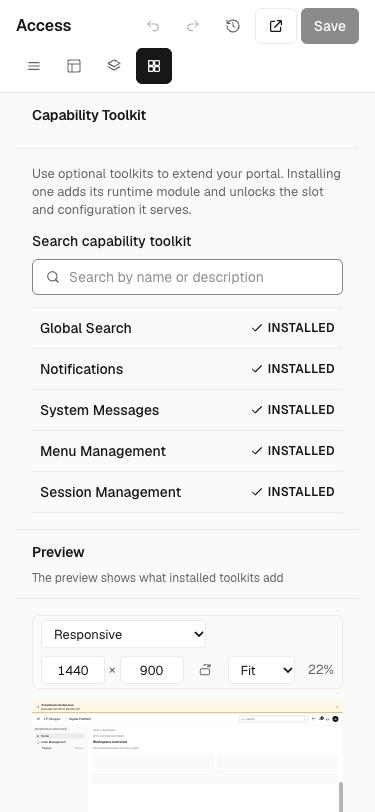 Access
Save
Capability Toolkit
Use optional toolkits to extend your portal. Installing
one adds its runtime module and unlocks the slot
and configuration it serves.
Search capability toolkit
Search by name or description
Global Search INSTALLED
Notifications INSTALLED
System Messages INSTALLED
Menu Management INSTALLED
Session Management INSTALLED
Preview
The preview shows what installed toolkits add
Responsive
1440 × 900 Fit 22%
Workspace overview